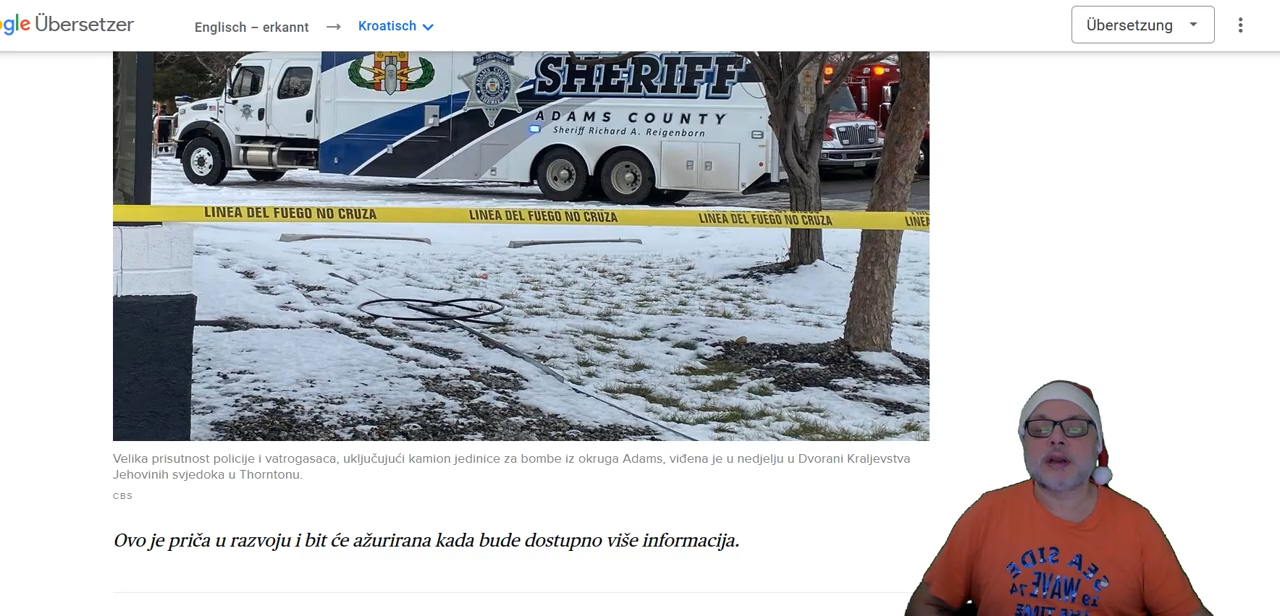 gle Übersetzer
Englisch – erkannt → Kroatisch
Übersetzung
SHERIFF
ADAMS COUNTY
Sheriff Richard A. Reigenborn
LINEA DEL FUEGO NO CRUZA LINEA DEL FUEGO NO CRUZA LINEA DEL FUEGO NO CRUZA LINEA
Velika prisutnost policije i vatrogasaca, uključujući kamion jedinice za bombe iz okruga Adams, viđena je u nedjelju u Dvorani Kraljevstva
Jehovinih svjedoka u Thorntonu.
CBS
Ovo je priča u razvoju i bit će ažurirana kada bude dostupno više informacija.
SEA SIDE
WAVE
74
TIME